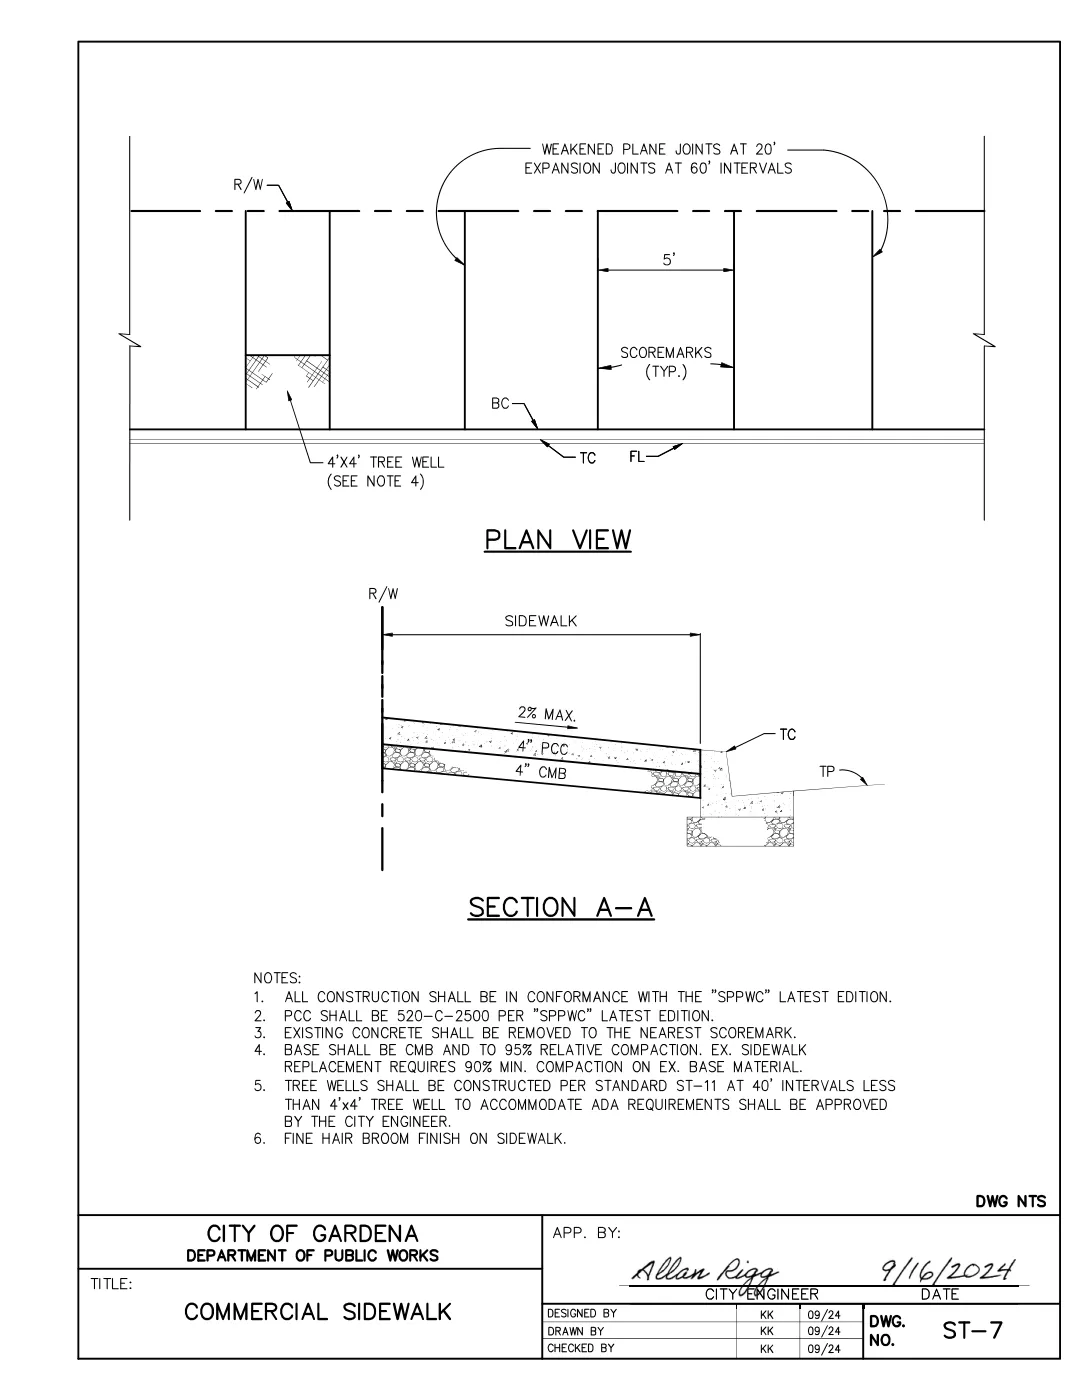 WEAKENED PLANE JOINTS AT 20'
EXPANSION JOINTS AT 60' INTERVALS
R/W
5'
SCOREMARKS
(TYP.)
BC
TC
FL
4'X4' TREE WELL
(SEE NOTE 4)
PLAN VIEW
R/W
SIDEWALK
2% MAX.
4" PCC
4" CMB
TC
TP
SECTION A-A
NOTES:
1. ALL CONSTRUCTION SHALL BE IN CONFORMANCE WITH THE "SPPWC" LATEST EDITION.
2. PCC SHALL BE 520-C-2500 PER "SPPWC" LATEST EDITION.
3. EXISTING CONCRETE SHALL BE REMOVED TO THE NEAREST SCOREMARK.
4. BASE SHALL BE CMB AND TO 95% RELATIVE COMPACTION. EX. SIDEWALK
REPLACEMENT REQUIRES 90% MIN. COMPACTION ON EX. BASE MATERIAL.
5. TREE WELLS SHALL BE CONSTRUCTED PER STANDARD ST-11 AT 40' INTERVALS LESS
THAN 4'x4' TREE WELL TO ACCOMMODATE ADA REQUIREMENTS SHALL BE APPROVED
BY THE CITY ENGINEER.
6. FINE HAIR BROOM FINISH ON SIDEWALK.
DWG NTS
CITY OF GARDENA
DEPARTMENT OF PUBLIC WORKS
TITLE:
COMMERCIAL SIDEWALK
APP. BY:
Allan Rigg 9/16/2024
CITY ENGINEER DATE
DESIGNED BY KK 09/24
DRAWN BY KK 09/24
CHECKED BY KK 09/24
DWG.
NO.
ST-7